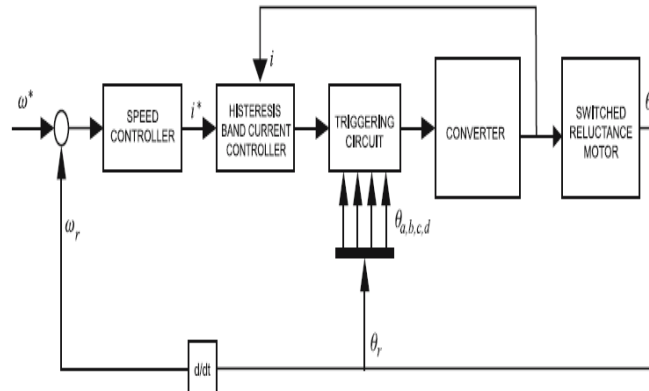 i
ω*
SPEED
CONTROLLER
i*
HISTERESIS
BAND CURRENT
CONTROLLER
TRIGGERING
CIRCUIT
CONVERTER
SWITCHED
RELUCTANCE
MOTOR
θ
ωr
θa,b,c,d
θr
d/dt